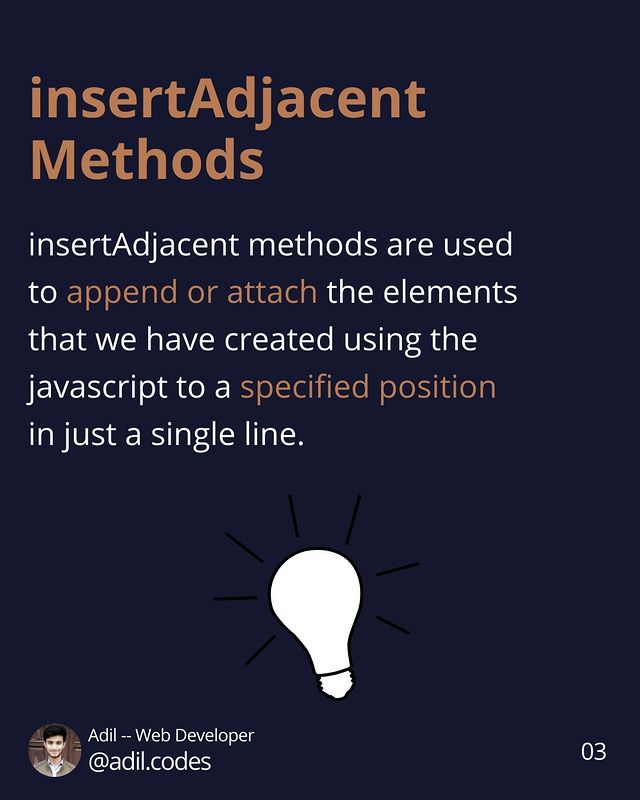 insertAdjacent
Methods
insertAdjacent methods are used
to append or attach the elements
that we have created using the
javascript to a specified position
in just a single line.
Adil -- Web Developer
@adil.codes
03